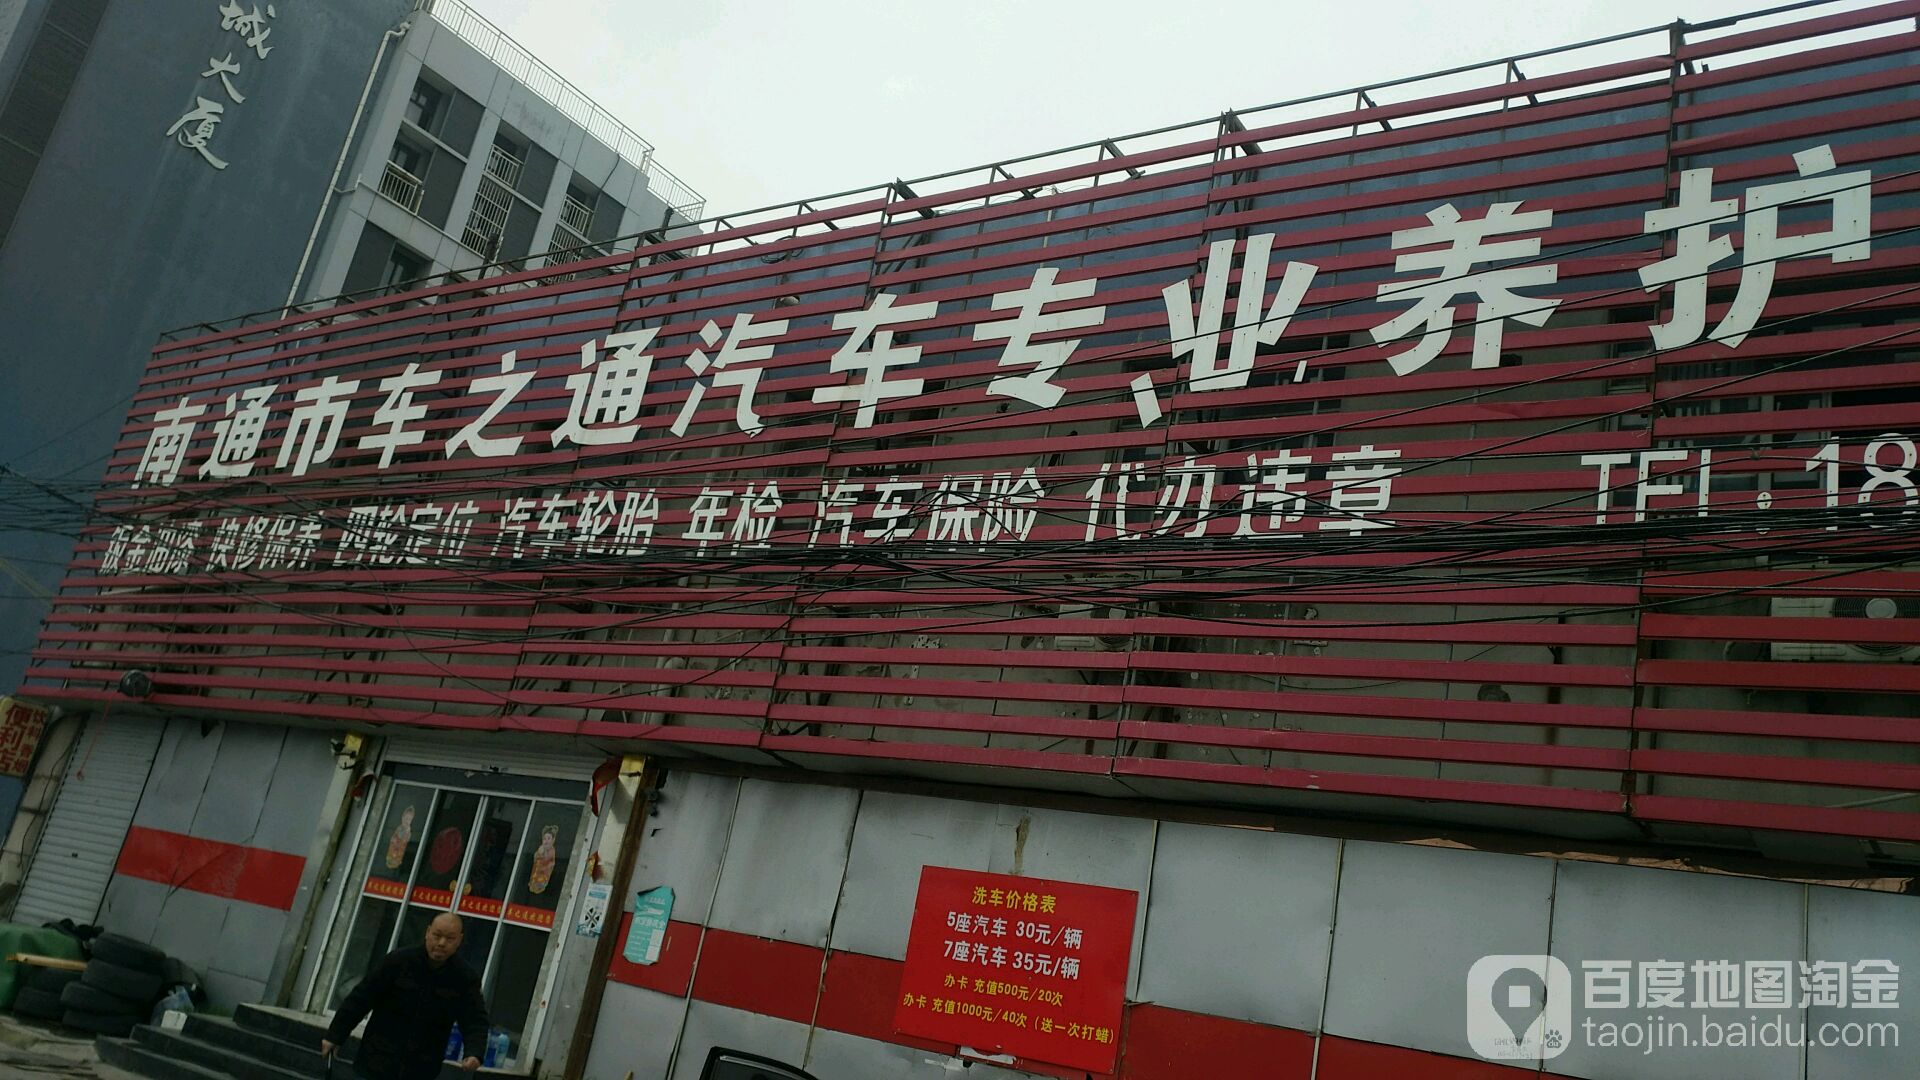 城大厦
南通市车之通汽车专业养护
钣金油漆 快修保养 四轮定位 汽车轮胎 年检 汽车保险 代办违章 TEL:18
便利店
洗车价格表
5座汽车 30元/辆
7座汽车 35元/辆
办卡 充值500元/20次
办卡 充值1000元/40次（送一次打蜡）
百度地图淘金
taojin.baidu.com